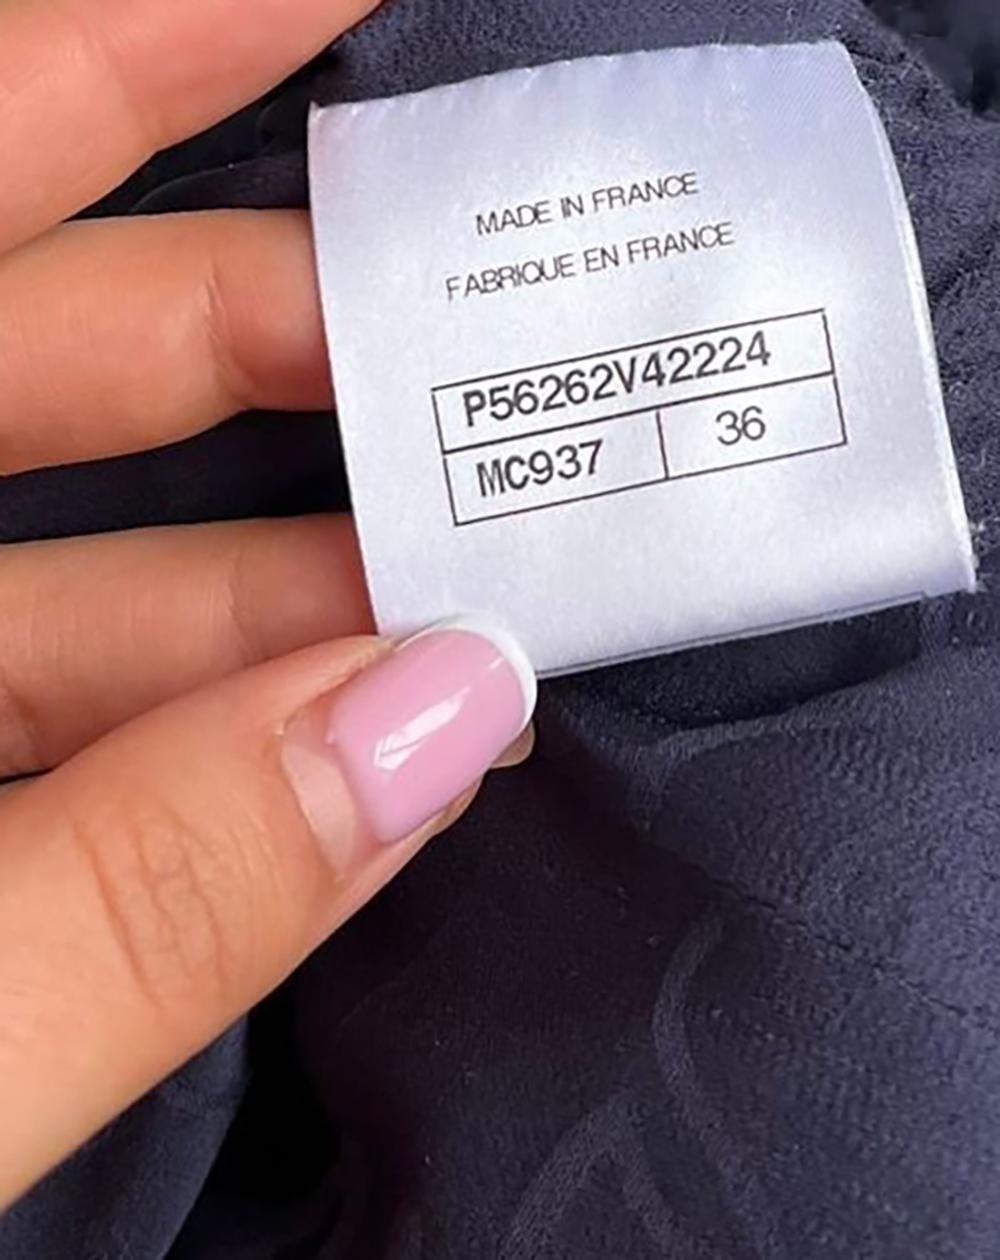 MADE IN FRANCE
FABRIQUE EN FRANCE
P56262V42224
MC937 36